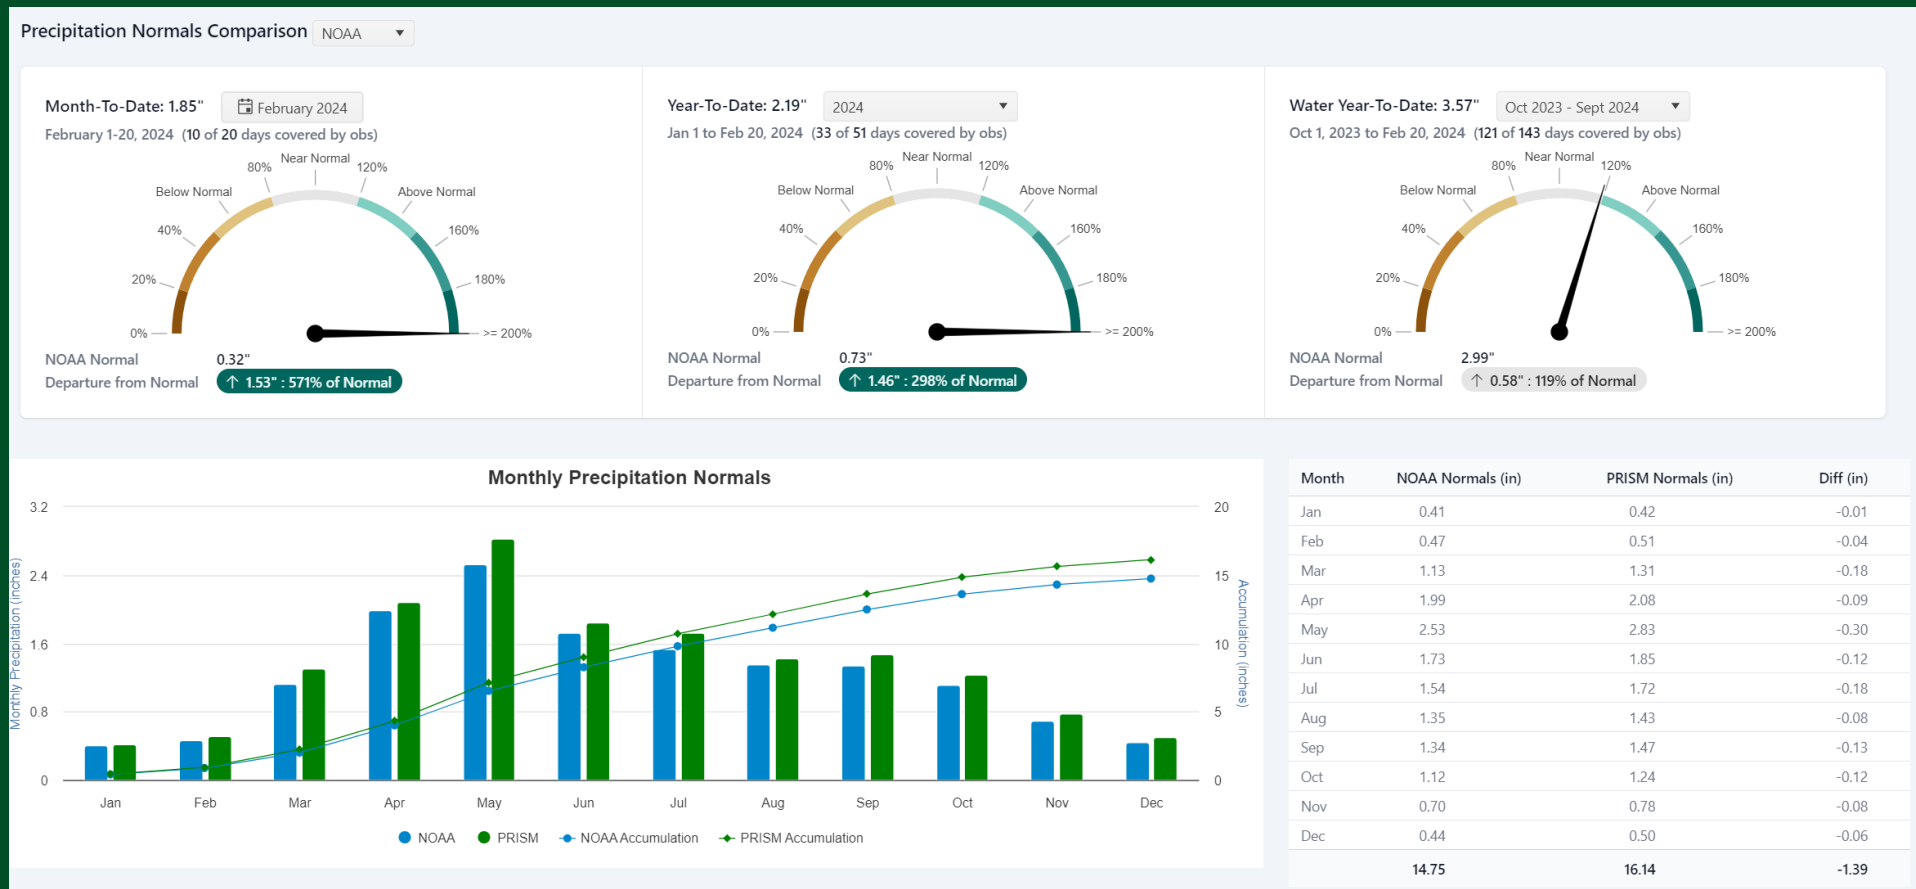 Precipitation Normals Comparison NOAA
Month-To-Date: 1.85" February 2024
February 1-20, 2024 (10 of 20 days covered by obs)
Near Normal
80% 120%
Below Normal Above Normal
40% 160%
20% 180%
0% >= 200%
NOAA Normal 0.32"
Departure from Normal ↑ 1.53" : 571% of Normal
Year-To-Date: 2.19" 2024
Jan 1 to Feb 20, 2024 (33 of 51 days covered by obs)
Near Normal
80% 120%
Below Normal Above Normal
40% 160%
20% 180%
0% >= 200%
NOAA Normal 0.73"
Departure from Normal ↑ 1.46" : 298% of Normal
Water Year-To-Date: 3.57" Oct 2023 - Sept 2024
Oct 1, 2023 to Feb 20, 2024 (121 of 143 days covered by obs)
Near Normal
80% 120%
Below Normal Above Normal
40% 160%
20% 180%
0% >= 200%
NOAA Normal 2.99"
Departure from Normal ↑ 0.58" : 119% of Normal
Monthly Precipitation Normals
Monthly Precipitation (inches)
3.2
2.4
1.6
0.8
0
20
15
10
5
0
Accumulation (inches)
Jan Feb Mar Apr May Jun Jul Aug Sep Oct Nov Dec
NOAA PRISM NOAA Accumulation PRISM Accumulation
Month NOAA Normals (in) PRISM Normals (in) Diff (in)
Jan 0.41 0.42 -0.01
Feb 0.47 0.51 -0.04
Mar 1.13 1.31 -0.18
Apr 1.99 2.08 -0.09
May 2.53 2.83 -0.30
Jun 1.73 1.85 -0.12
Jul 1.54 1.72 -0.18
Aug 1.35 1.43 -0.08
Sep 1.34 1.47 -0.13
Oct 1.12 1.24 -0.12
Nov 0.70 0.78 -0.08
Dec 0.44 0.50 -0.06
14.75 16.14 -1.39